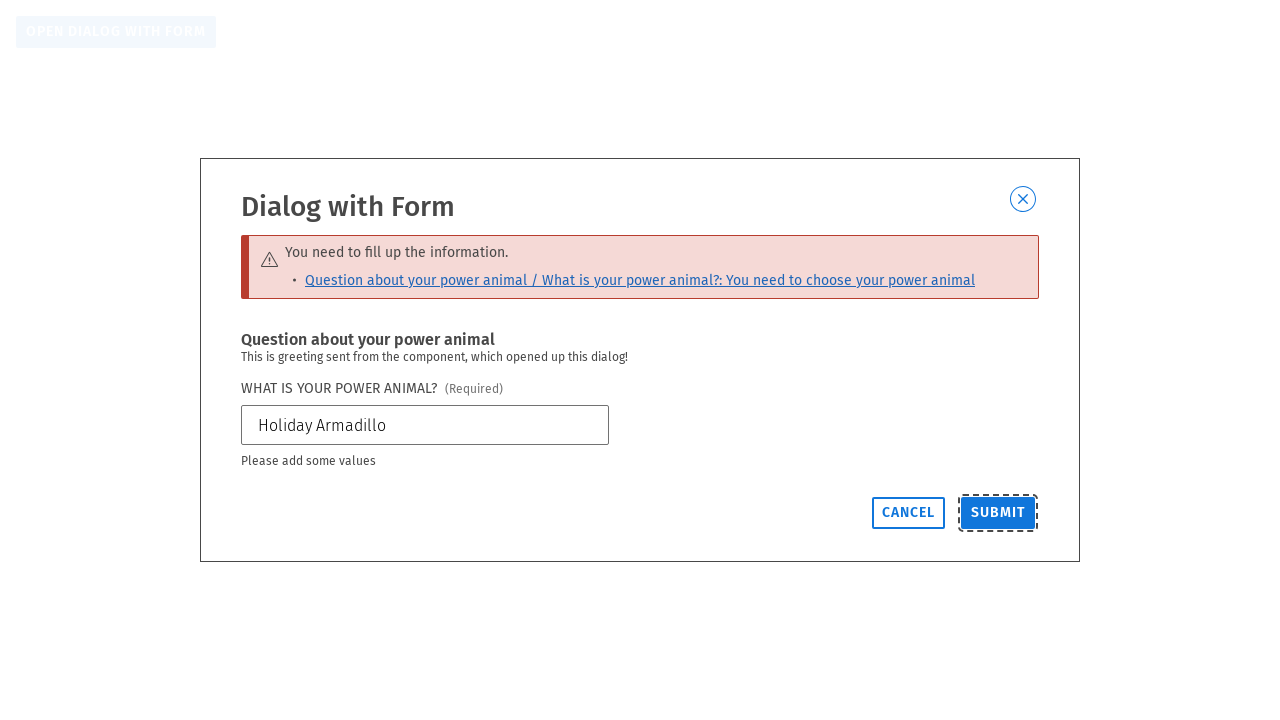 OPEN DIALOG WITH FORM
Dialog with Form
You need to fill up the information.
• Question about your power animal / What is your power animal?: You need to choose your power animal
Question about your power animal
This is greeting sent from the component, which opened up this dialog!
WHAT IS YOUR POWER ANIMAL? (Required)
Holiday Armadillo
Please add some values
CANCEL SUBMIT